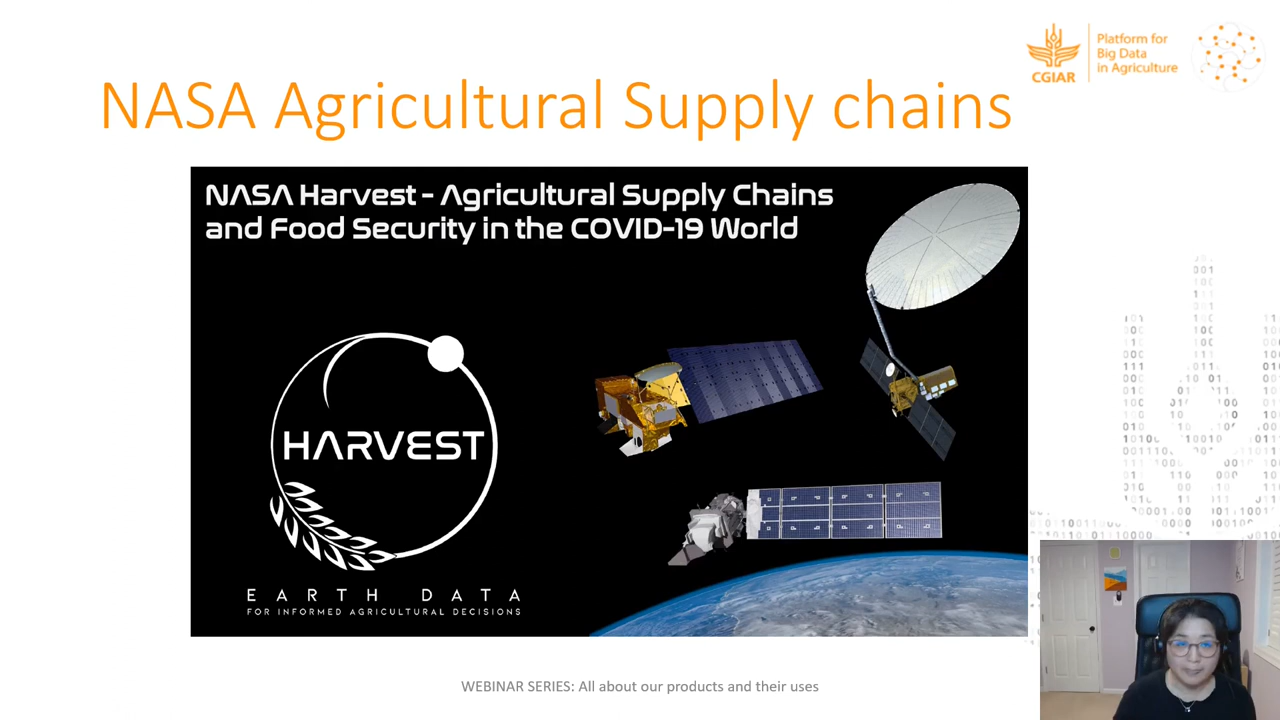 CGIAR
Platform for
Big Data
in Agriculture
NASA Agricultural Supply chains
NASA Harvest - Agricultural Supply Chains
and Food Security in the COVID-19 World
HARVEST
EARTH DATA
FOR INFORMED AGRICULTURAL DECISIONS
WEBINAR SERIES: All about our products and their uses